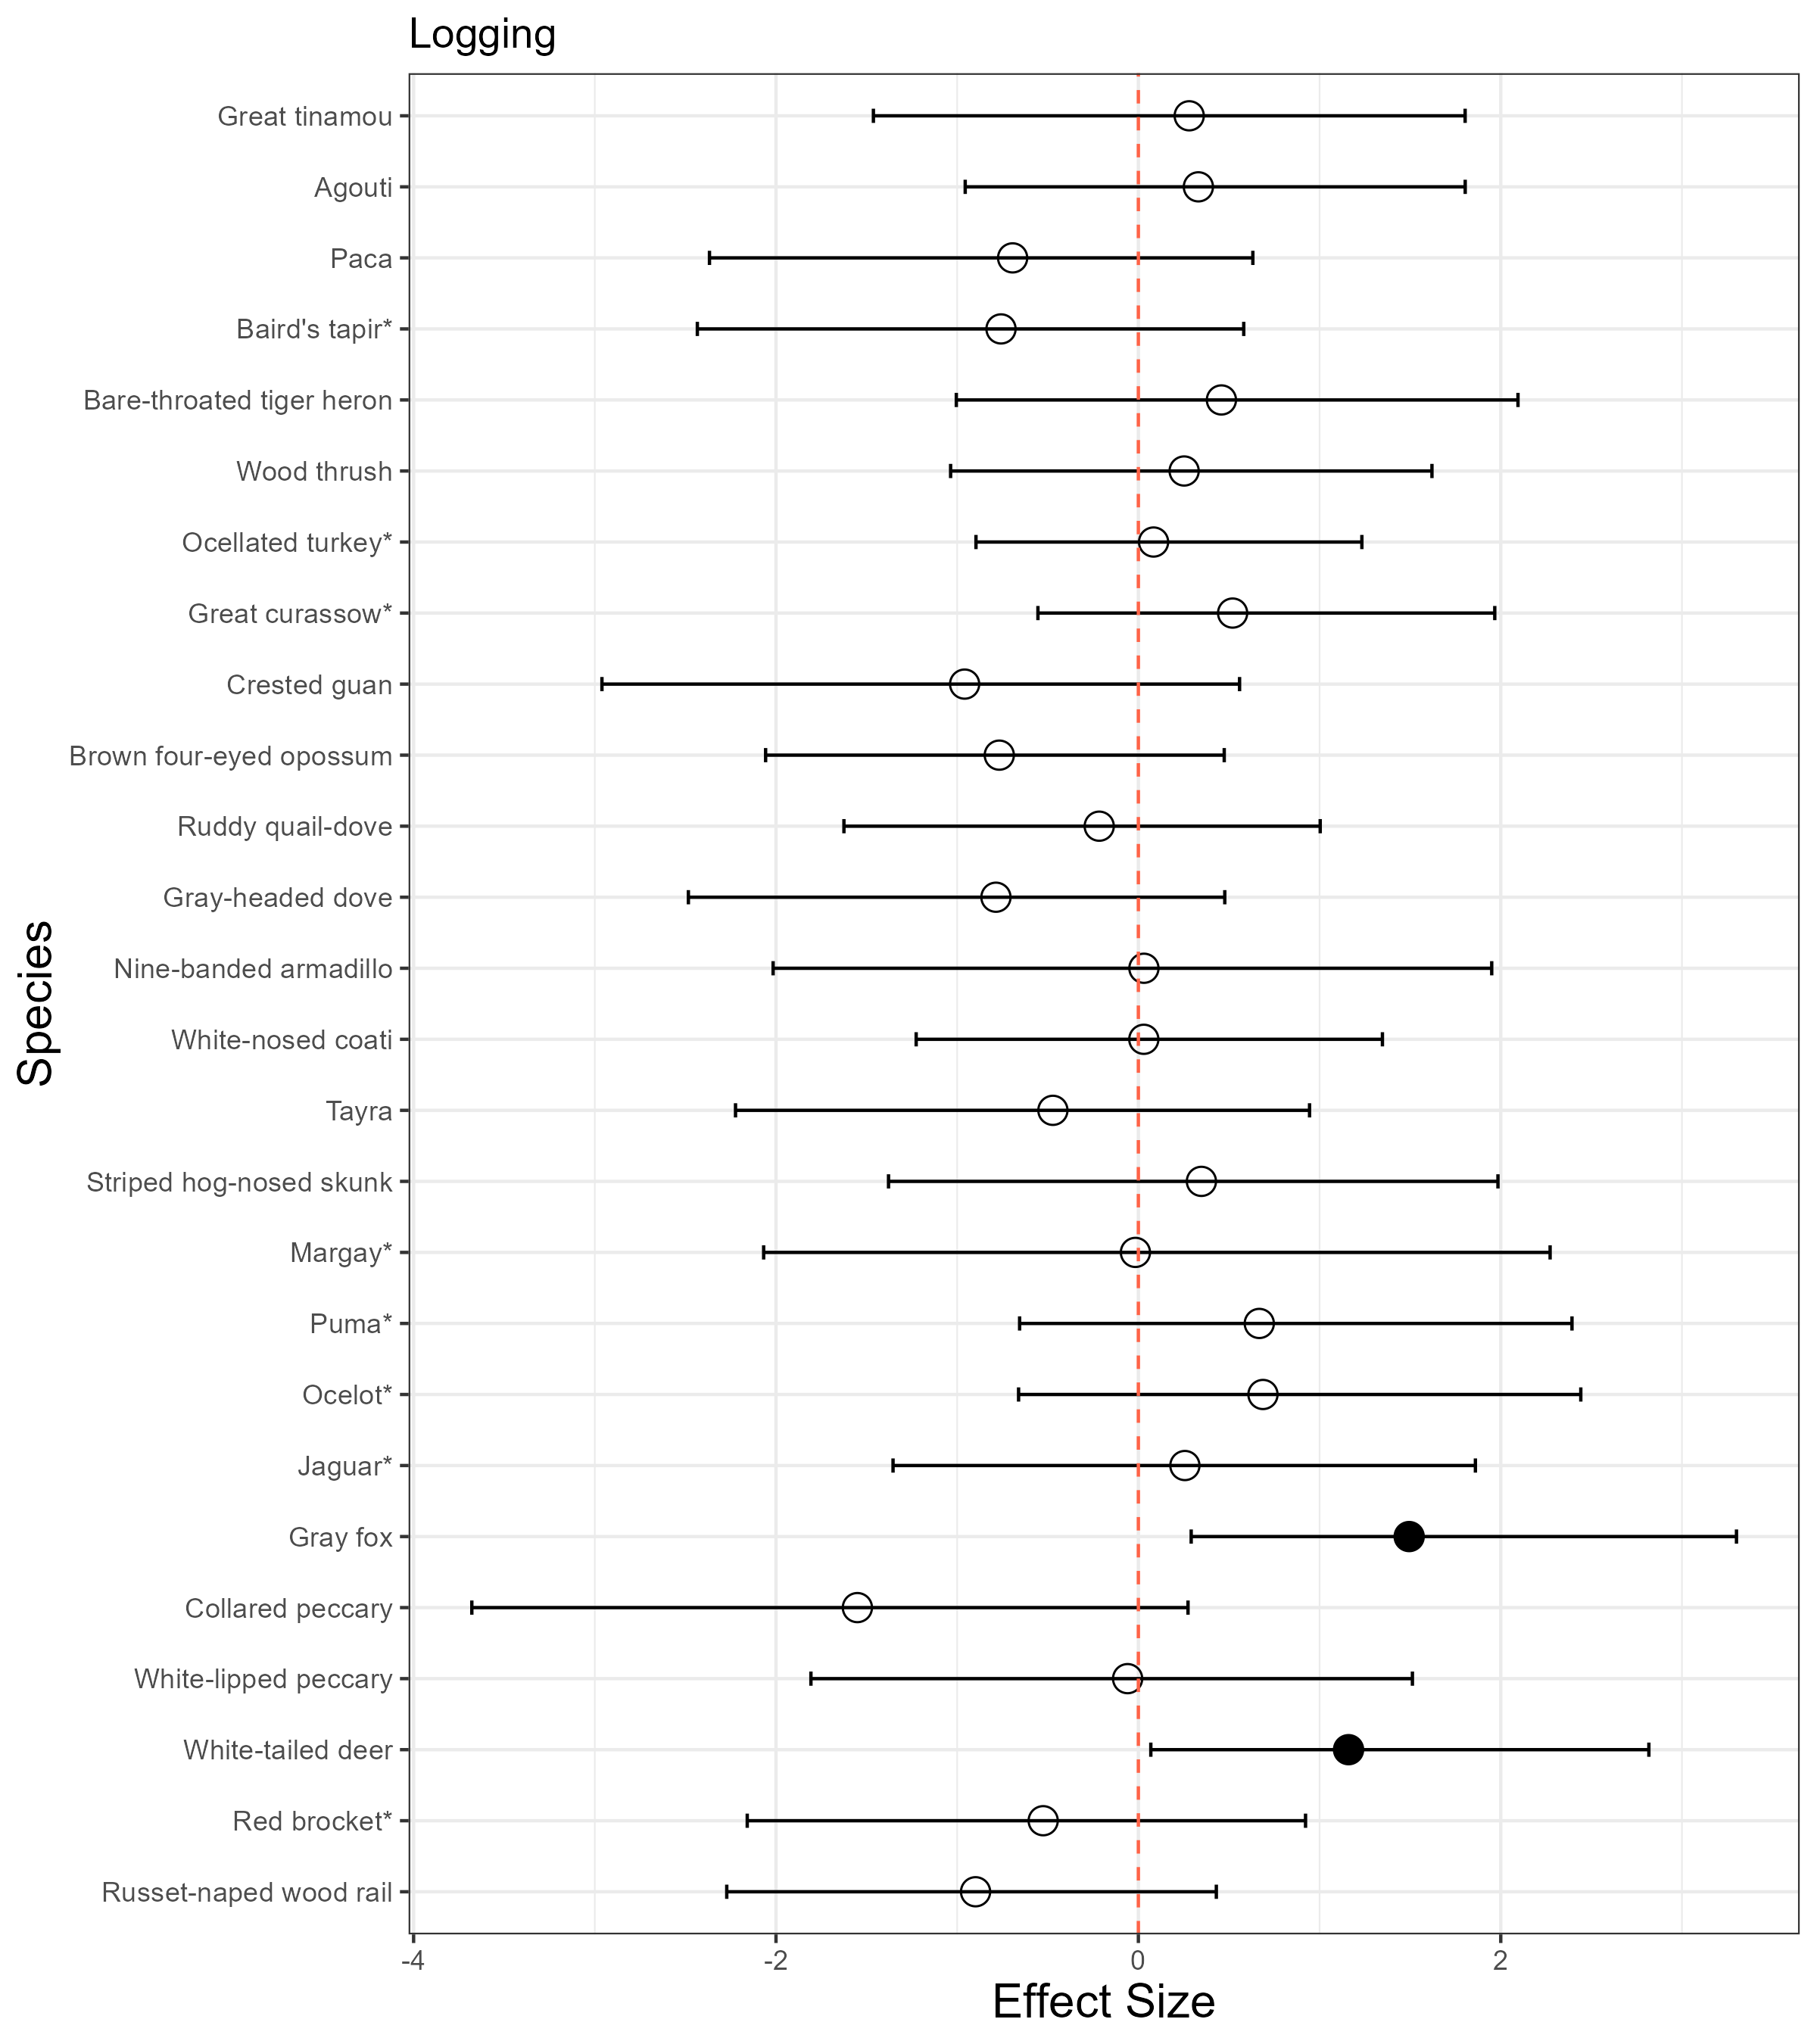 Logging
Great tinamou
Agouti
Paca
Baird's tapir*
Bare-throated tiger heron
Wood thrush
Ocellated turkey*
Great curassow*
Crested guan
Brown four-eyed opossum
Ruddy quail-dove
Gray-headed dove
Nine-banded armadillo
White-nosed coati
Tayra
Striped hog-nosed skunk
Margay*
Puma*
Ocelot*
Jaguar*
Gray fox
Collared peccary
White-lipped peccary
White-tailed deer
Red brocket*
Russet-naped wood rail
Species
-4 -2 0 2
Effect Size